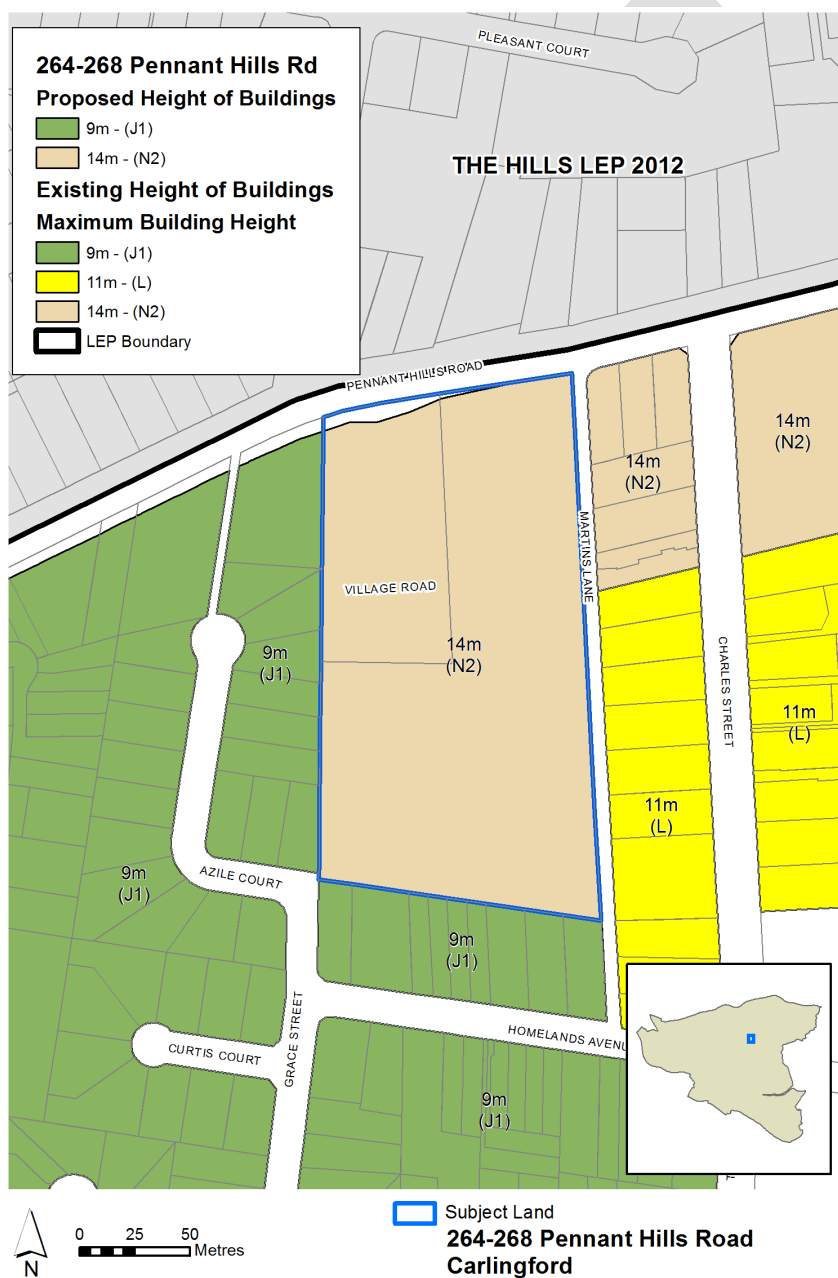 264-268 Pennant Hills Rd
Proposed Height of Buildings
9m - (J1)
14m - (N2)
Existing Height of Buildings
Maximum Building Height
9m - (J1)
11m - (L)
14m - (N2)
LEP Boundary
PLEASANT COURT
THE HILLS LEP 2012
PENNANT HILLS ROAD
14m
(N2)
14m
(N2)
MARTINS LANE
VILLAGE ROAD
14m
(N2)
9m
(J1)
CHARLES STREET
11m
(L)
11m
(L)
9m
(J1)
AZILE COURT
9m
(J1)
GRACE STREET
HOMELANDS AVENU
CURTIS COURT
9m
(J1)
N
0 25 50
Metres
Subject Land
264-268 Pennant Hills Road
Carlingford